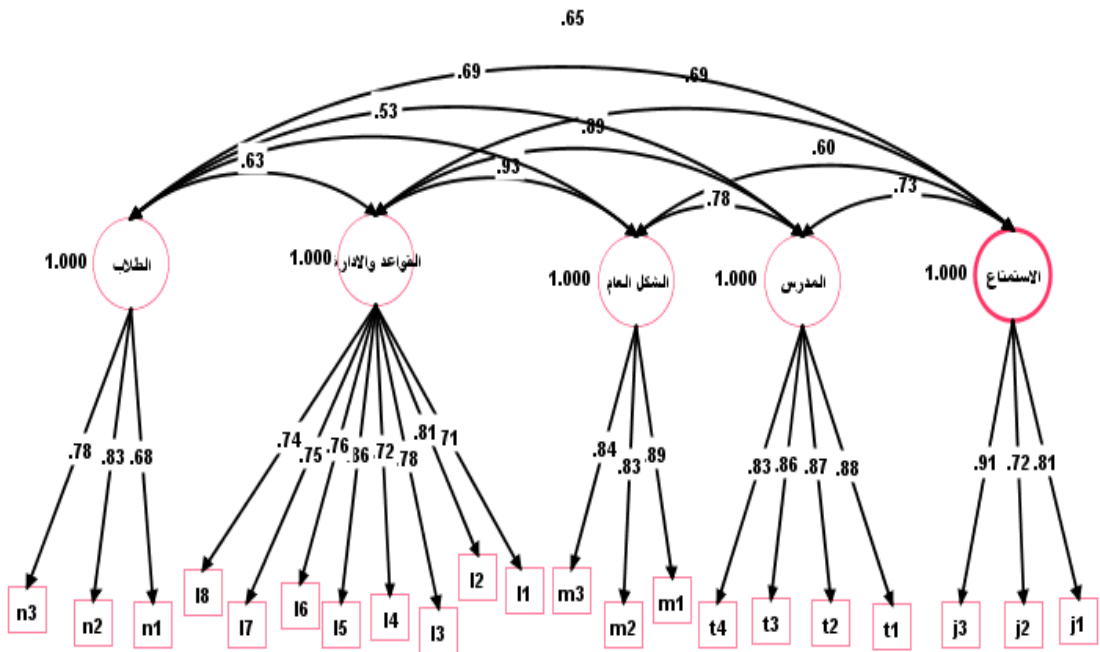 .65
.69 .69
.53 .89
.63 .93 .60
.78 .73
1.000 الطلاب 1.000 القواعد والادارة 1.000 الشكل العام 1.000 المدرس 1.000 الاستمتاع
.78 .83 .68 .74 .75 .76 .86 .72 .78 .81 .71 .84 .83 .89 .83 .86 .87 .88 .91 .72 .81
n3 n2 n1 l8 l7 l6 l5 l4 l3 l2 l1 m3 m2 m1 t4 t3 t2 t1 j3 j2 j1